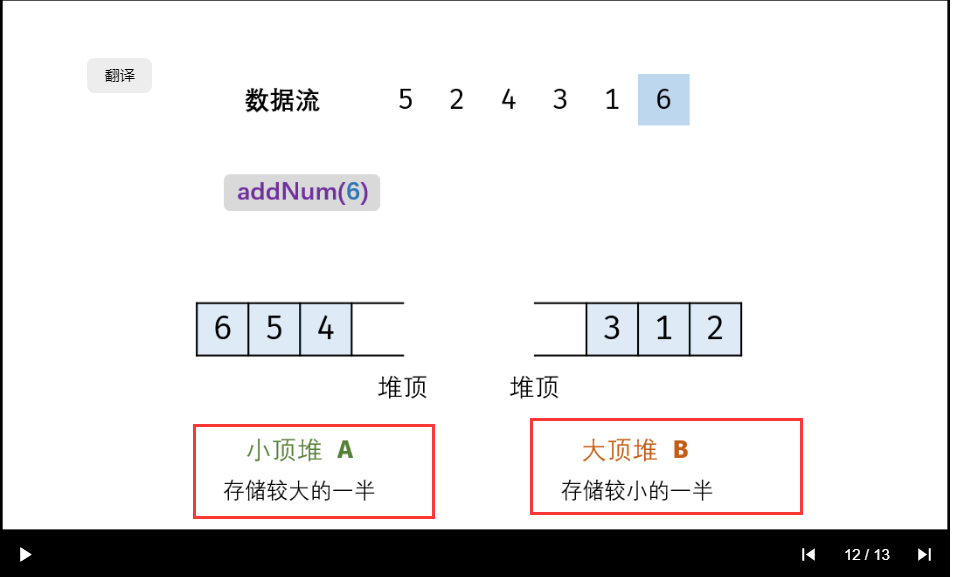 翻译
数据流 5 2 4 3 1 6
addNum(6)
6 5 4 3 1 2
堆顶 堆顶
小顶堆 A 大顶堆 B
存储较大的一半 存储较小的一半
12 / 13